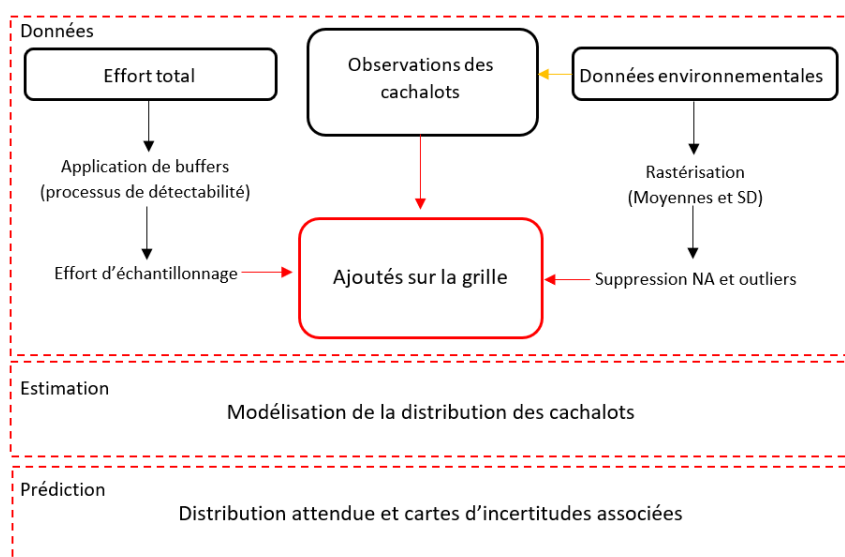 Données
Effort total
Observations des
cachalots
Données environnementales
Application de buffers
(processus de détectabilité)
Rastérisation
(Moyennes et SD)
Effort d'échantillonnage
Ajoutés sur la grille
Suppression NA et outliers
Estimation
Modélisation de la distribution des cachalots
Prédiction
Distribution attendue et cartes d'incertitudes associées